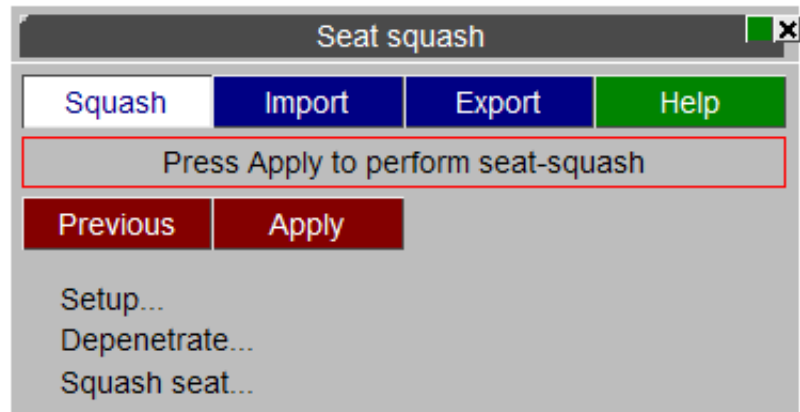 Seat squash
Squash Import Export Help
Press Apply to perform seat-squash
Previous Apply
Setup...
Depenetrate...
Squash seat...